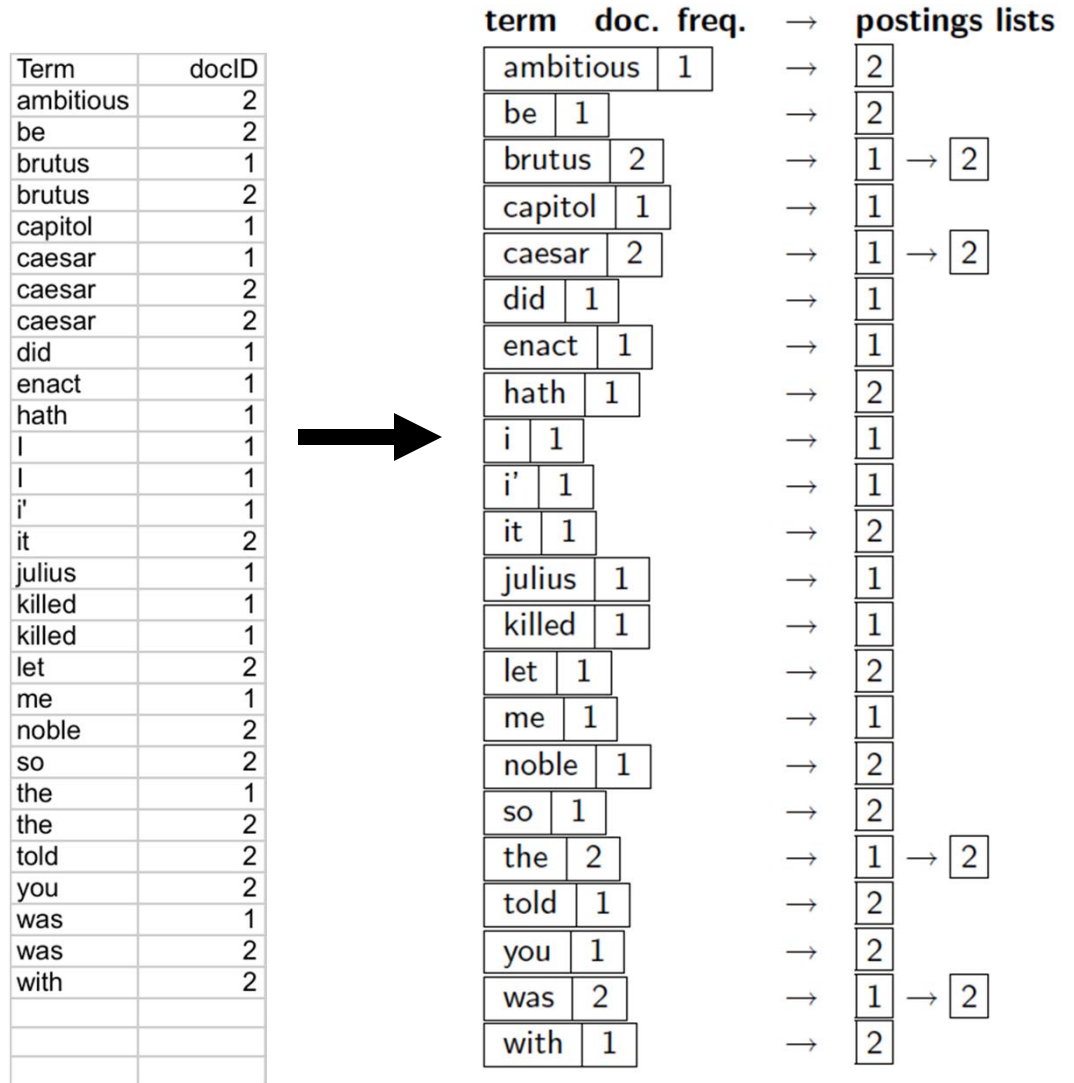 Term docID
ambitious 2
be 2
brutus 1
brutus 2
capitol 1
caesar 1
caesar 2
caesar 2
did 1
enact 1
hath 1
I 1
I 1
i' 1
it 2
julius 1
killed 1
killed 1
let 2
me 1
noble 2
so 2
the 1
the 2
told 2
you 2
was 1
was 2
with 2
term doc. freq. → postings lists
ambitious 1 → 2
be 1 → 2
brutus 2 → 1 → 2
capitol 1 → 1
caesar 2 → 1 → 2
did 1 → 1
enact 1 → 1
hath 1 → 2
i 1 → 1
i’ 1 → 1
it 1 → 2
julius 1 → 1
killed 1 → 1
let 1 → 2
me 1 → 1
noble 1 → 2
so 1 → 2
the 2 → 1 → 2
told 1 → 2
you 1 → 2
was 2 → 1 → 2
with 1 → 2